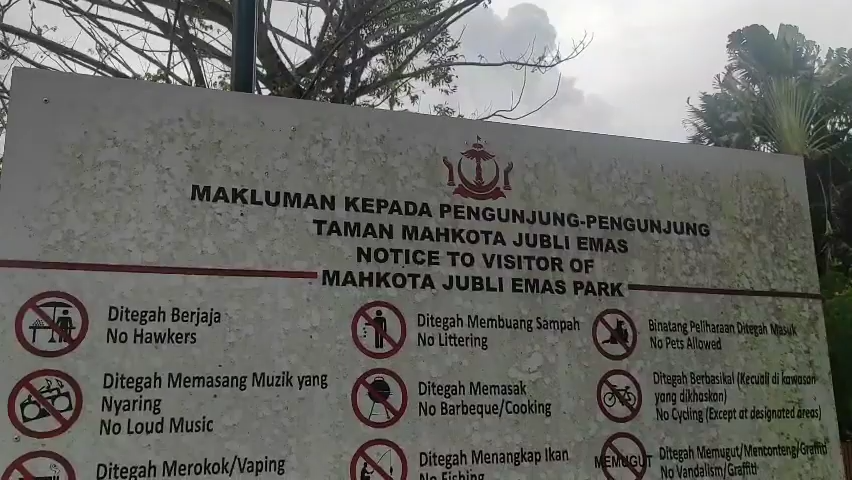 MAKLUMAN KEPADA PENGUNJUNG-PENGUNJUNG
TAMAN MAHKOTA JUBLI EMAS
NOTICE TO VISITOR OF
MAHKOTA JUBLI EMAS PARK
Ditegah Berjaja
No Hawkers
Ditegah Membuang Sampah
No Littering
Binatang Peliharaan Ditegah Masuk
No Pets Allowed
Ditegah Memasang Muzik yang
Nyaring
No Loud Music
Ditegah Memasak
No Barbeque/Cooking
Ditegah Berbasikal (Kecuali di kawasan
yang dikhaskan)
No Cycling (Except at designated areas)
Ditegah Merokok/Vaping
Ditegah Menangkap Ikan
No Fishing
MEMUGUT
Ditegah Memugut/Menconteng/Graffiti
No Vandalism/Graffiti